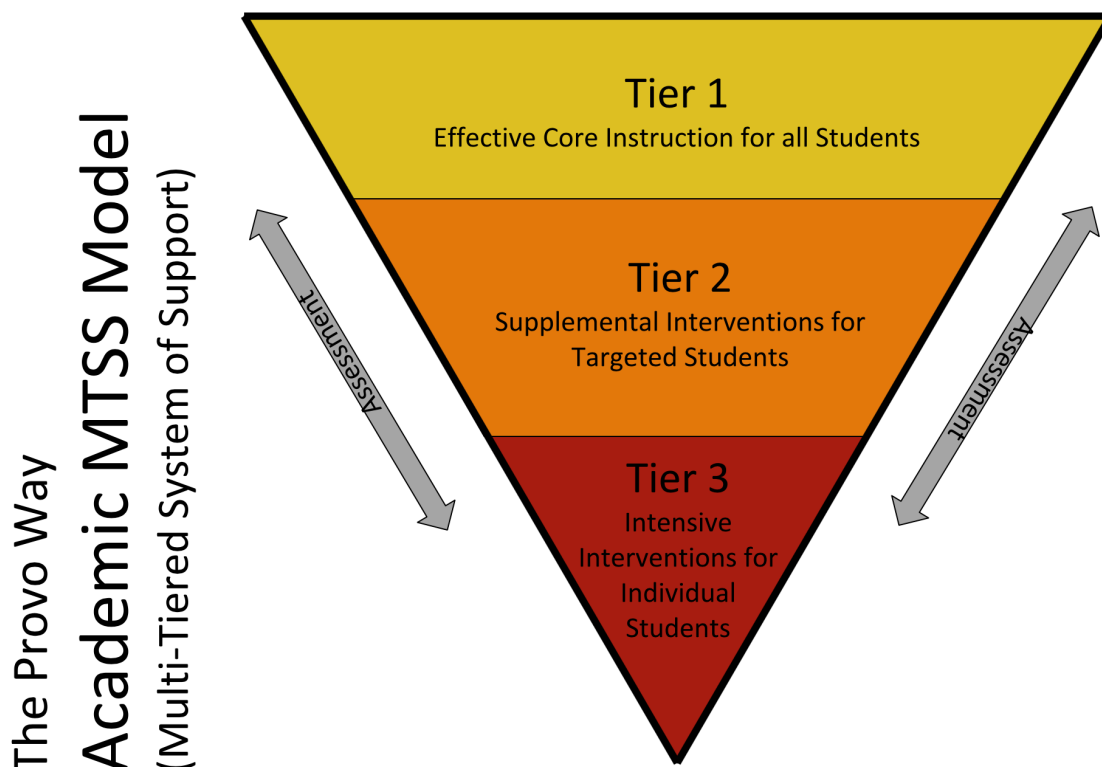 The Provo Way
Academic MTSS Model
(Multi-Tiered System of Support)
Tier 1
Effective Core Instruction for all Students
Assessment
Assessment
Tier 2
Supplemental Interventions for
Targeted Students
Tier 3
Intensive
Interventions for
Individual
Students